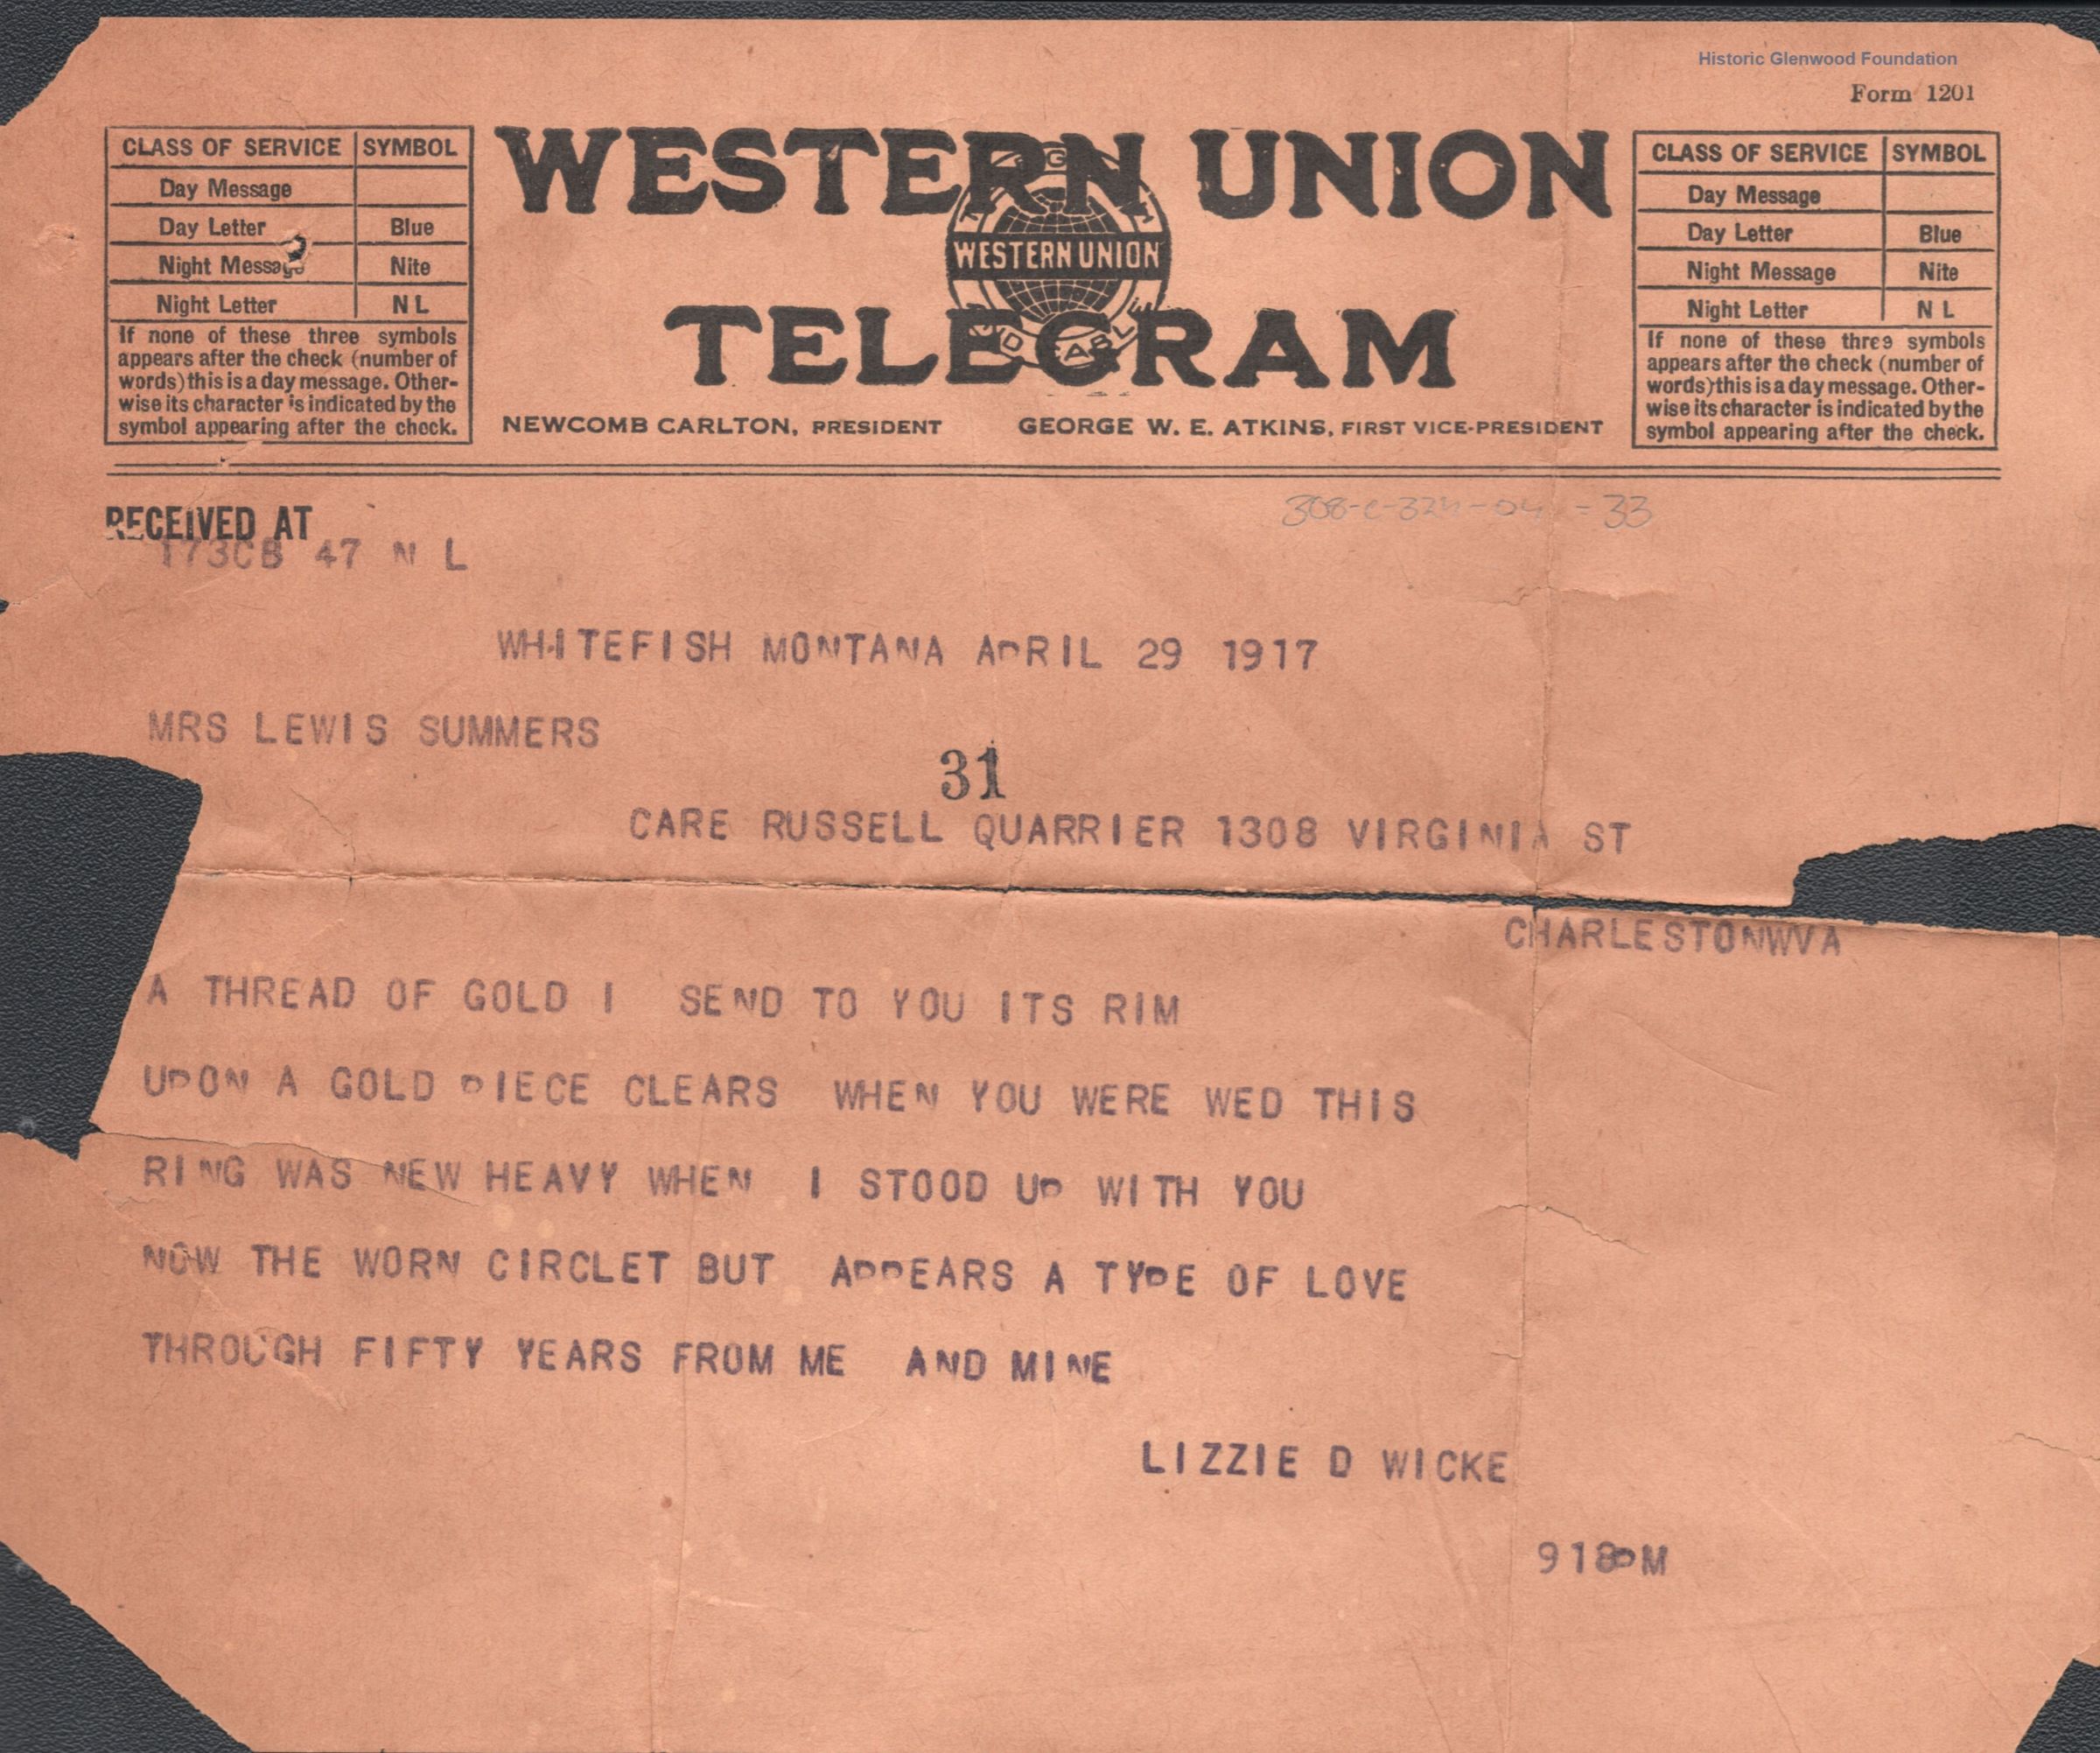 Historic Glenwood Foundation
Form 1201
CLASS OF SERVICE SYMBOL
Day Message
Day Letter Blue
Night Message Nite
Night Letter N L
If none of these three symbols
appears after the check (number of
words) this is a day message. Other-
wise its character is indicated by the
symbol appearing after the check.
WESTERN UNION
WESTERN UNION
TELEGRAM
NEWCOMB CARLTON, PRESIDENT GEORGE W. E. ATKINS, FIRST VICE-PRESIDENT
CLASS OF SERVICE SYMBOL
Day Message
Day Letter Blue
Night Message Nite
Night Letter N L
If none of these three symbols
appears after the check (number of
words) this is a day message. Other-
wise its character is indicated by the
symbol appearing after the check.
RECEIVED AT
173CB 47 N L
WHITEFISH MONTANA APRIL 29 1917
MRS LEWIS SUMMERS
31
CARE RUSSELL QUARRIER 1308 VIRGINIA ST
CHARLESTONWVA
A THREAD OF GOLD I SEND TO YOU ITS RIM
UPON A GOLD PIECE CLEARS WHEN YOU WERE WED THIS
RING WAS NEW HEAVY WHEN I STOOD UP WITH YOU
NOW THE WORN CIRCLET BUT APPEARS A TYPE OF LOVE
THROUGH FIFTY YEARS FROM ME AND MINE
LIZZIE D WICKE
918PM